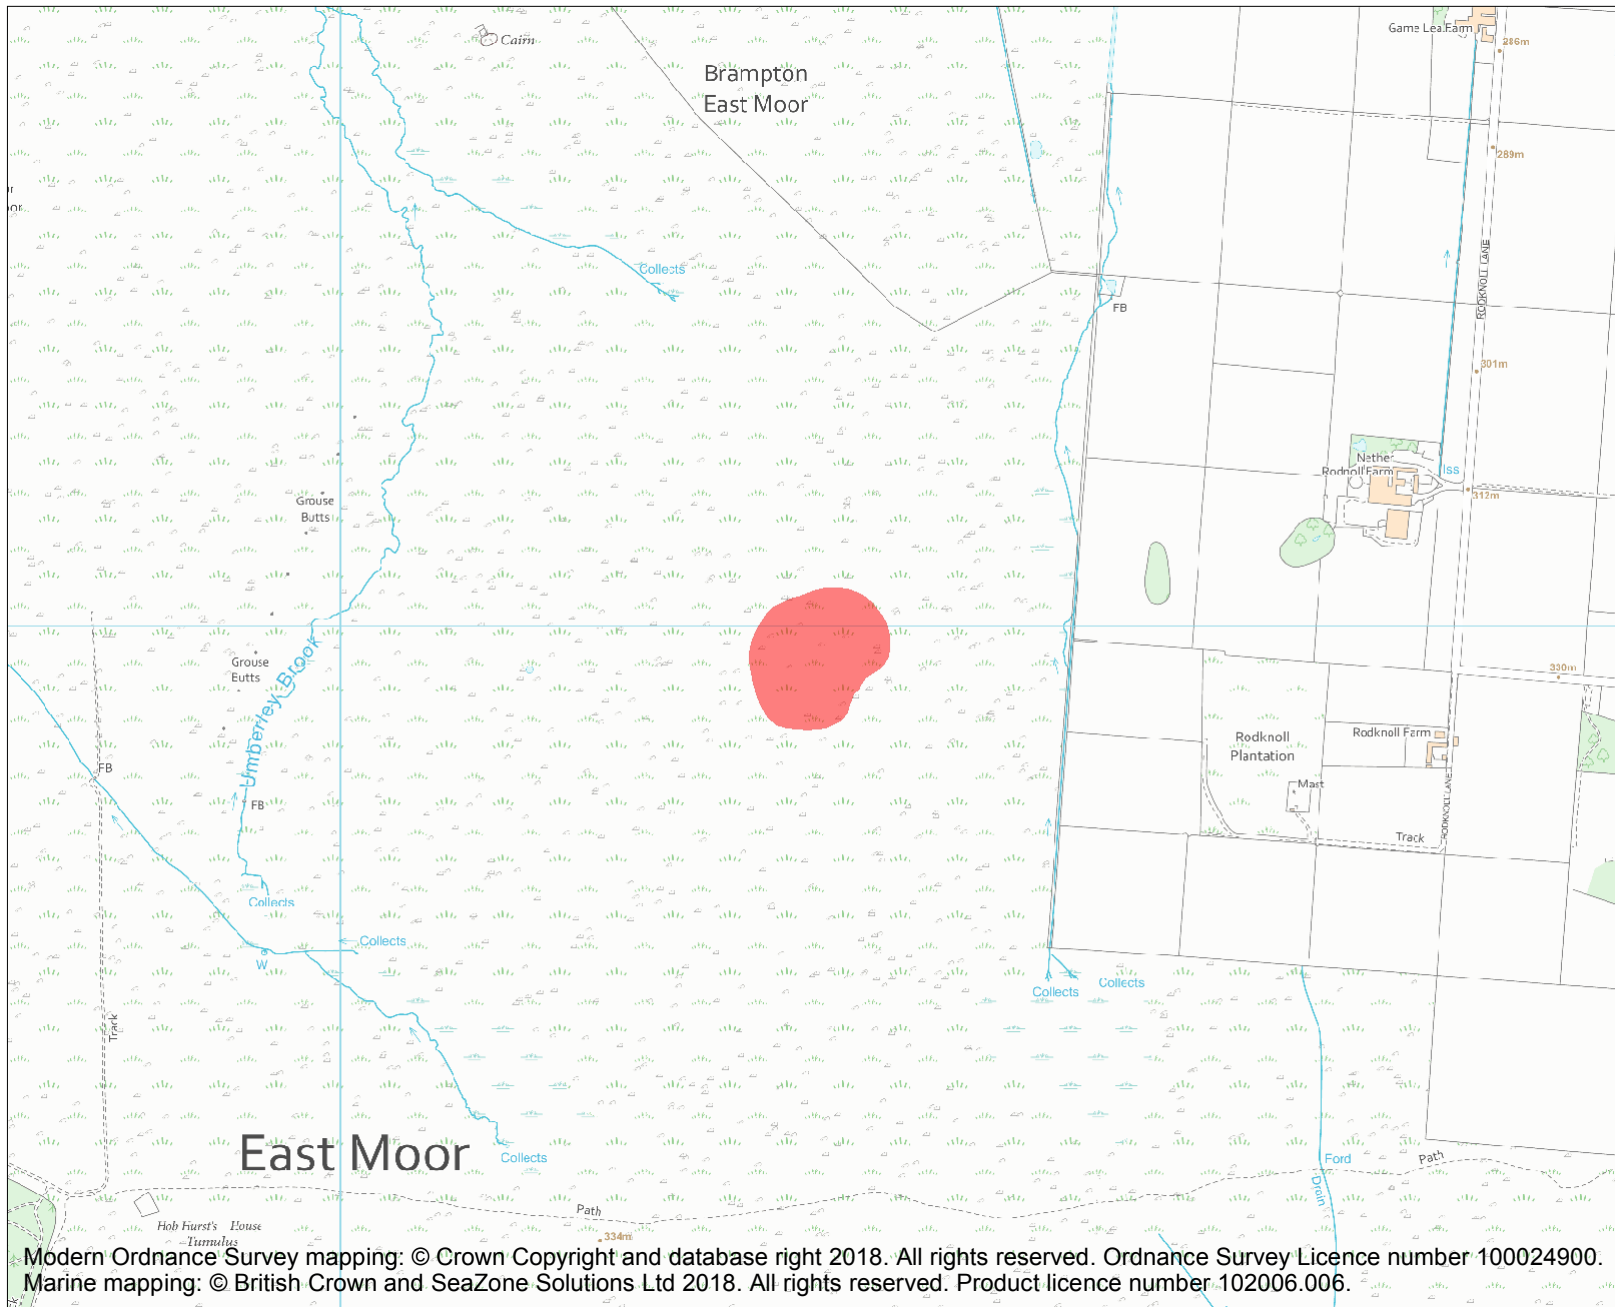 Cairn
Brampton
East Moor
Game Lea Farm
286m
289m
or
Collects
FB
RODKNOLL LANE
301m
Nether
Rodnoll Farm
Iss
312m
Grouse
Butts
Grouse
Butts
Umberley Brook
330m
Rodknoll
Plantation
Rodknoll Farm
FB
FB
Mast
RODKNOLL LANE
Track
Collects
Collects
W
Collects
Collects
Track
East Moor
Collects
Ford
Path
Drain
Path
Hob Hurst's House
Tumulus
334m
Modern Ordnance Survey mapping: © Crown Copyright and database right 2018. All rights reserved. Ordnance Survey Licence number 100024900.
Marine mapping: © British Crown and SeaZone Solutions Ltd 2018. All rights reserved. Product licence number 102006.006.